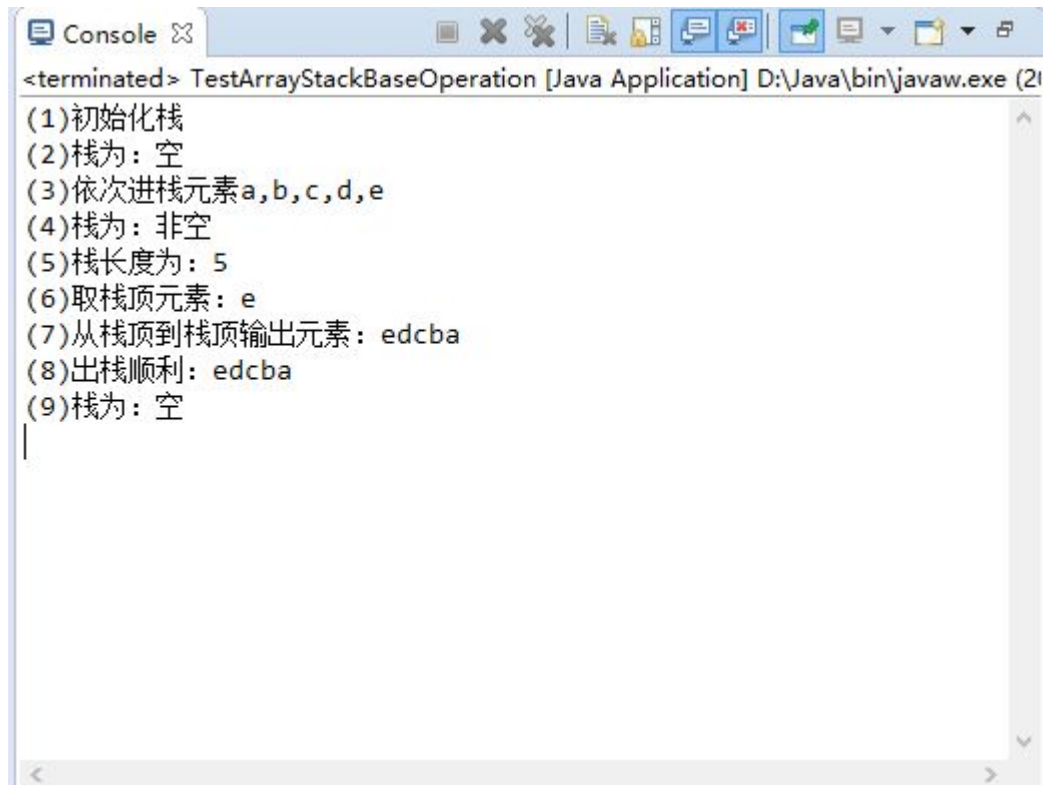 Console
<terminated> TestArrayStackBaseOperation [Java Application] D:\Java\bin\javaw.exe (2
(1)初始化栈
(2)栈为: 空
(3)依次进栈元素a,b,c,d,e
(4)栈为: 非空
(5)栈长度为: 5
(6)取栈顶元素: e
(7)从栈顶到栈顶输出元素: edcba
(8)出栈顺利: edcba
(9)栈为: 空